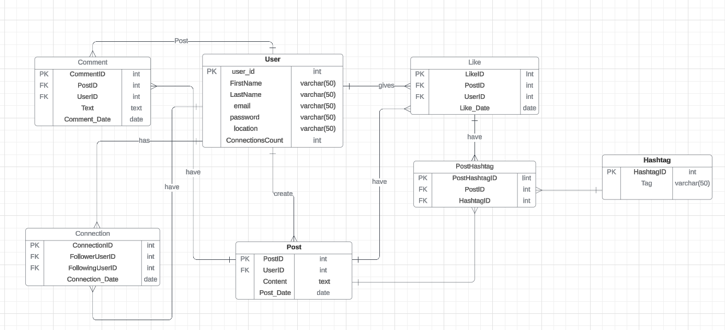 Post
Comment
PK CommentID int
FK PostID int
FK UserID int
Text text
Comment_Date date
User
PK user_id int
FirstName varchar(50)
LastName varchar(50)
email varchar(50)
password varchar(50)
location varchar(50)
ConnectionsCount int
gives
Like
PK LikeID Int
FK PostID int
FK UserID int
Like_Date date
has
have
have
have
have
create
PostHashtag
PK PostHashtagID Iint
FK PostID int
FK HashtagID int
Hashtag
PK HashtagID int
Tag varchar(50)
Connection
PK ConnectionID int
FK FollowerUserID int
FK FollowingUserID int
Connection_Date date
Post
PK PostID int
FK UserID int
Content text
Post_Date date